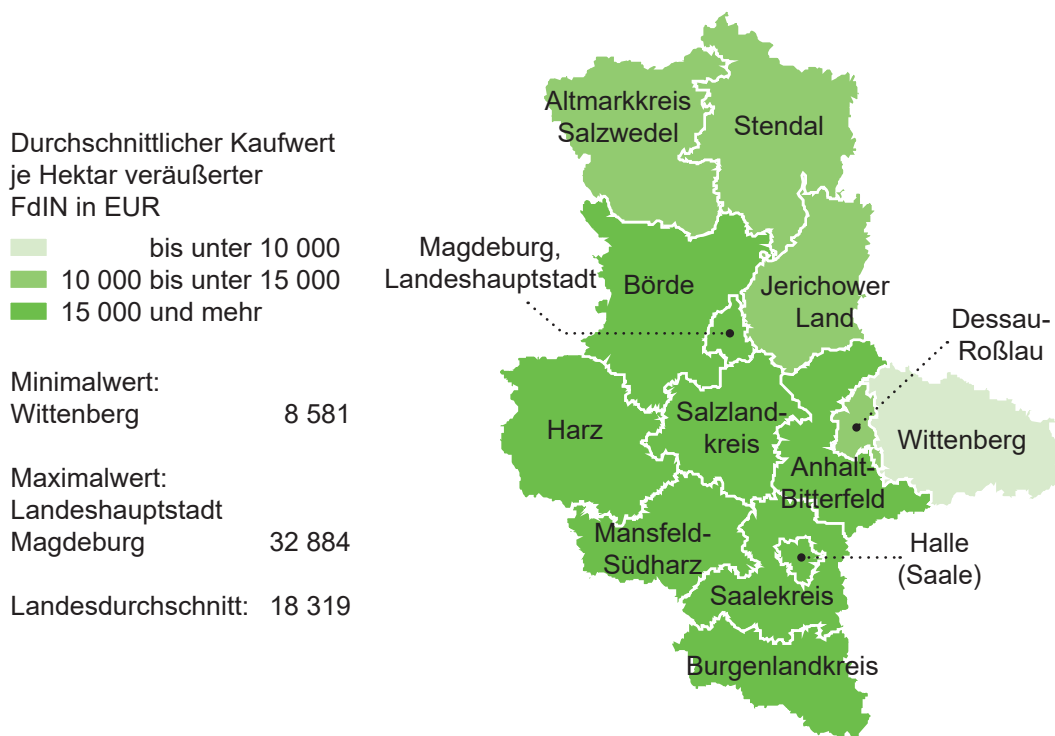 Durchschnittlicher Kaufwert
je Hektar veräußerter
FdIN in EUR
bis unter 10 000
10 000 bis unter 15 000
15 000 und mehr
Minimalwert:
Wittenberg 8 581
Maximalwert:
Landeshauptstadt
Magdeburg 32 884
Landesdurchschnitt: 18 319
Altmarkkreis
Salzwedel
Stendal
Magdeburg,
Landeshauptstadt
Börde
Jerichower
Land
Dessau-
Roßlau
Harz
Salzland-
kreis
Wittenberg
Anhalt-
Bitterfeld
Mansfeld-
Südharz
Halle
(Saale)
Saalekreis
Burgenlandkreis